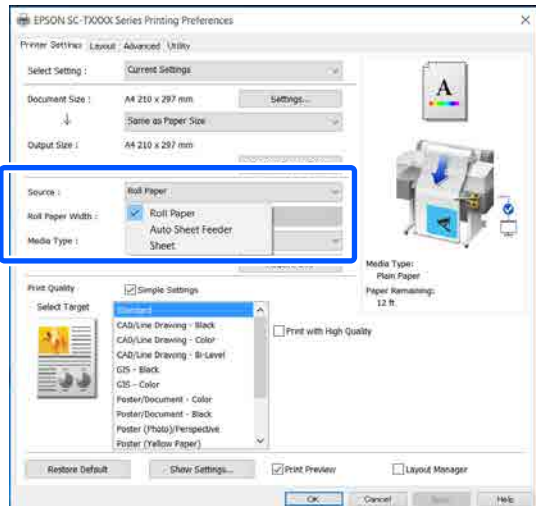 EPSON SC-TXXXX Series Printing Preferences
Printer Settings Layout Advanced Utility
Select Setting : Current Settings
Document Size : A4 210 x 297 mm Settings...
Same as Paper Size
Output Size : A4 210 x 297 mm
A
Source : Roll Paper
Roll Paper Width :
Roll Paper
Auto Sheet Feeder
Sheet
Media Type :
Media Type:
Plain Paper
Paper Remaining:
12 ft
Print Quality Simple Settings
Select Target
Standard
CAD/Line Drawing - Black
CAD/Line Drawing - Color
CAD/Line Drawing - Bi-Level
GIS - Black
GIS - Color
Poster/Document - Color
Poster/Document - Black
Poster (Photo)/Perspective
Poster (Yellow Paper)
Print with High Quality
Restore Default Show Settings... Print Preview Layout Manager
OK Cancel Help